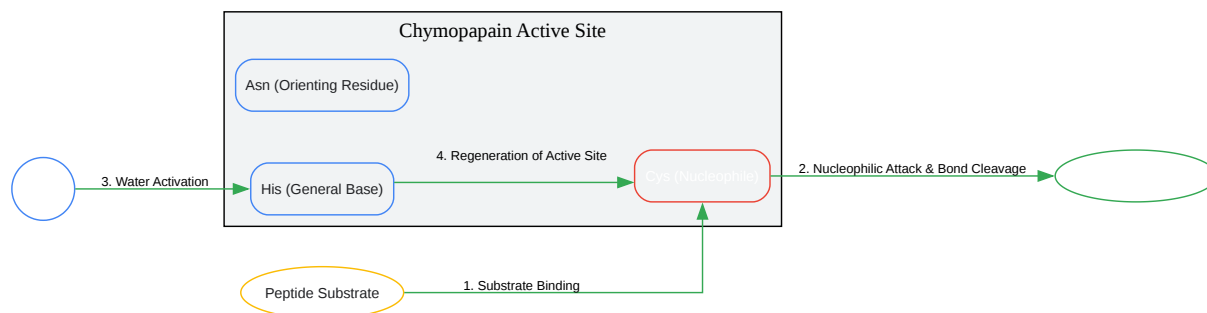 Chymopapain Active Site
Asn (Orienting Residue)
4. Regeneration of Active Site
3. Water Activation
His (General Base)
Cys (Nucleophile)
2. Nucleophilic Attack & Bond Cleavage
Peptide Substrate
1. Substrate Binding